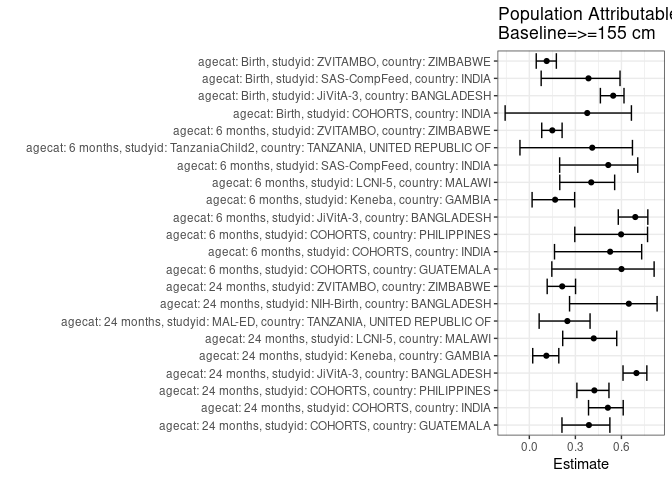 Population Attributable
Baseline=>=155 cm
agecat: Birth, studyid: ZVITAMBO, country: ZIMBABWE
agecat: Birth, studyid: SAS-CompFeed, country: INDIA
agecat: Birth, studyid: JiVitA-3, country: BANGLADESH
agecat: Birth, studyid: COHORTS, country: INDIA
agecat: 6 months, studyid: ZVITAMBO, country: ZIMBABWE
agecat: 6 months, studyid: TanzaniaChild2, country: TANZANIA, UNITED REPUBLIC OF
agecat: 6 months, studyid: SAS-CompFeed, country: INDIA
agecat: 6 months, studyid: LCNI-5, country: MALAWI
agecat: 6 months, studyid: Keneba, country: GAMBIA
agecat: 6 months, studyid: JiVitA-3, country: BANGLADESH
agecat: 6 months, studyid: COHORTS, country: PHILIPPINES
agecat: 6 months, studyid: COHORTS, country: INDIA
agecat: 6 months, studyid: COHORTS, country: GUATEMALA
agecat: 24 months, studyid: ZVITAMBO, country: ZIMBABWE
agecat: 24 months, studyid: NIH-Birth, country: BANGLADESH
agecat: 24 months, studyid: MAL-ED, country: TANZANIA, UNITED REPUBLIC OF
agecat: 24 months, studyid: LCNI-5, country: MALAWI
agecat: 24 months, studyid: Keneba, country: GAMBIA
agecat: 24 months, studyid: JiVitA-3, country: BANGLADESH
agecat: 24 months, studyid: COHORTS, country: PHILIPPINES
agecat: 24 months, studyid: COHORTS, country: INDIA
agecat: 24 months, studyid: COHORTS, country: GUATEMALA
0.0 0.3 0.6
Estimate